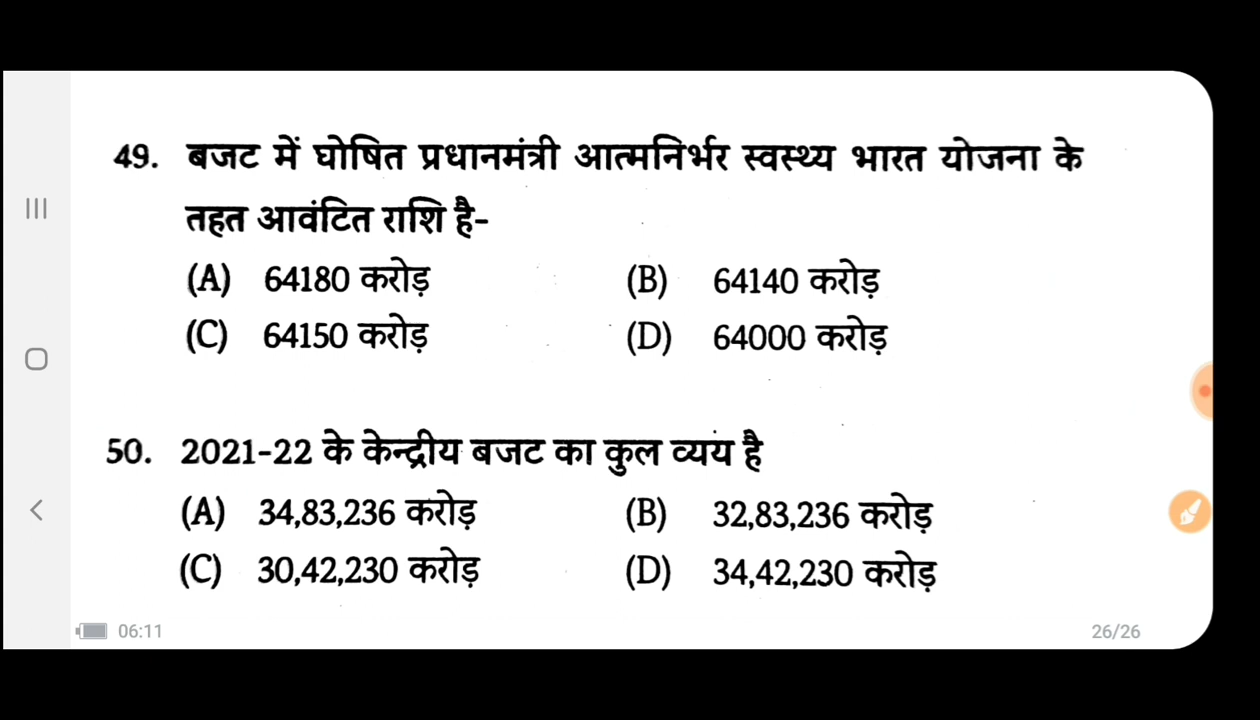 49. बजट में घोषित प्रधानमंत्री आत्मनिर्भर स्वस्थ्य भारत योजना के
तहत आवंटित राशि है-
(A) 64180 करोड़ (B) 64140 करोड़
(C) 64150 करोड़ (D) 64000 करोड़
50. 2021-22 के केन्द्रीय बजट का कुल व्यय है
(A) 34,83,236 करोड़ (B) 32,83,236 करोड़
(C) 30,42,230 करोड़ (D) 34,42,230 करोड़
06:11 26/26